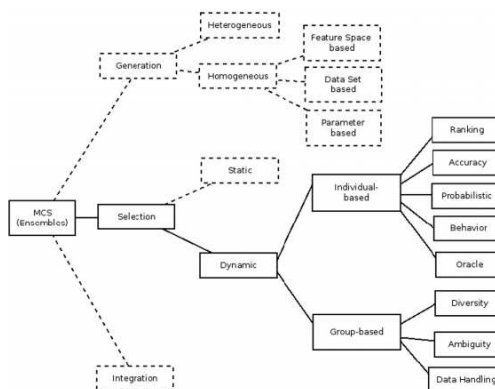 Heterogeneous
Generation
Homogeneous
Feature Space
based
Data Set
based
Parameter
based
Static
MCS
(Ensembles)
Selection
Dynamic
Individual-based
Ranking
Accuracy
Probabilistic
Behavior
Oracle
Group-based
Diversity
Ambiguity
Data Handling
Integration